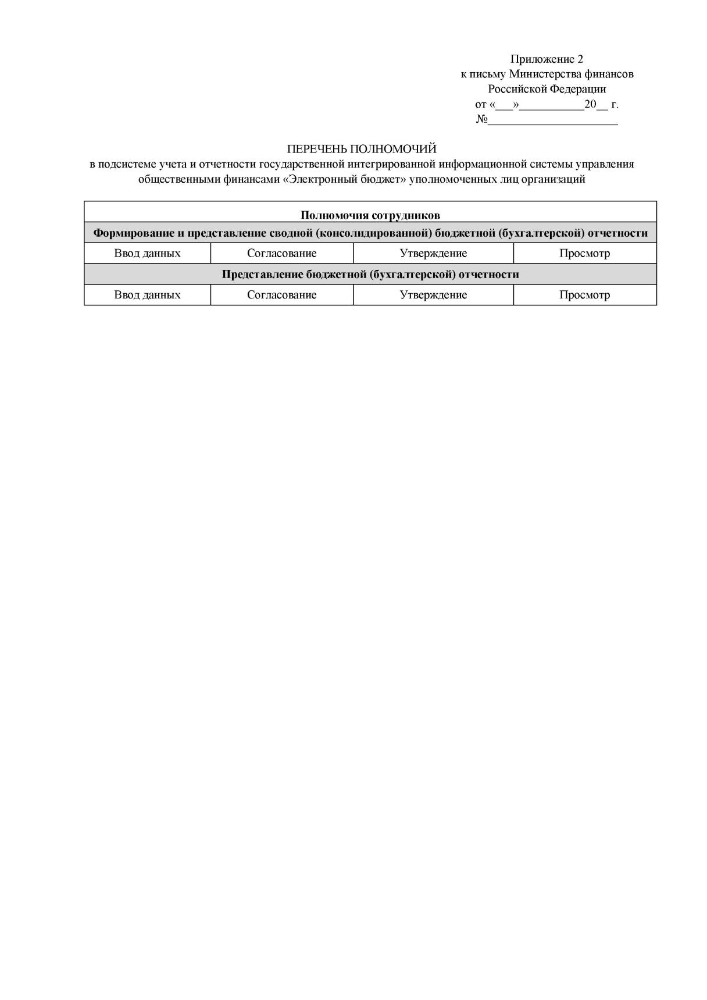 Приложение 2
к письму Министерства финансов
Российской Федерации
от «___»___________20__ г.
№______________________
ПЕРЕЧЕНЬ ПОЛНОМОЧИЙ
в подсистеме учета и отчетности государственной интегрированной информационной системы управления
общественными финансами «Электронный бюджет» уполномоченных лиц организаций
Полномочия сотрудников
Формирование и представление сводной (консолидированной) бюджетной (бухгалтерской) отчетности
Ввод данных Согласование Утверждение Просмотр
Представление бюджетной (бухгалтерской) отчетности
Ввод данных Согласование Утверждение Просмотр